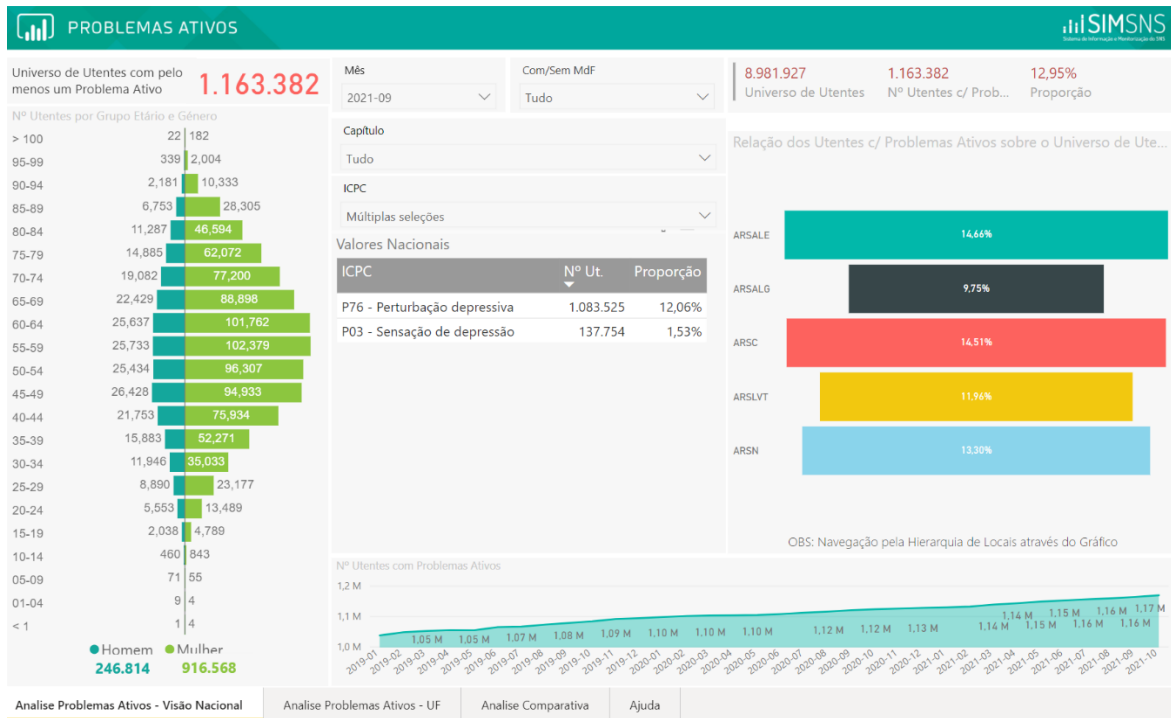 PROBLEMAS ATIVOS
SIMSNS
Sistema de Informação e Monitorização do SNS
Universo de Utentes com pelo
menos um Problema Ativo
1.163.382
Mês
2021-09
Com/Sem MdF
Tudo
8.981.927
Universo de Utentes
1.163.382
Nº Utentes c/ Prob...
12,95%
Proporção
Nº Utentes por Grupo Etário e Género
> 100 22 182
95-99 339 2,004
90-94 2,181 10,333
85-89 6,753 28,305
80-84 11,287 46,594
75-79 14,885 62,072
70-74 19,082 77,200
65-69 22,429 88,898
60-64 25,637 101,762
55-59 25,733 102,379
50-54 25,434 96,307
45-49 26,428 94,933
40-44 21,753 75,934
35-39 15,883 52,271
30-34 11,946 35,033
25-29 8,890 23,177
20-24 5,553 13,489
15-19 2,038 4,789
10-14 460 843
05-09 71 55
01-04 9 4
< 1 1 4
Homem Mulher
246.814 916.568
Capítulo
Tudo
ICPC
Múltiplas seleções
Valores Nacionais
ICPC Nº Ut. Proporção
P76 - Perturbação depressiva 1.083.525 12,06%
P03 - Sensação de depressão 137.754 1,53%
Relação dos Utentes c/ Problemas Ativos sobre o Universo de Ute...
ARSALE 14,66%
ARSALG 9,75%
ARSC 14,51%
ARSLVT 11,96%
ARSN 13,30%
OBS: Navegação pela Hierarquia de Locais através do Gráfico
Nº Utentes com Problemas Ativos
1,2 M
1,1 M
1,0 M
1,05 M 1,05 M 1,07 M 1,08 M 1,09 M 1,10 M 1,10 M 1,10 M 1,12 M 1,12 M 1,13 M 1,14 M 1,14 M 1,15 M 1,15 M 1,16 M 1,16 M 1,16 M 1,17 M
2019-01 2019-02 2019-03 2019-04 2019-05 2019-06 2019-07 2019-08 2019-09 2019-10 2019-11 2019-12 2020-01 2020-02 2020-03 2020-04 2020-05 2020-06 2020-07 2020-08 2020-09 2020-10 2020-11 2020-12 2021-01 2021-02 2021-03 2021-04 2021-05 2021-06 2021-07 2021-08 2021-09 2021-10
Analise Problemas Ativos - Visão Nacional
Analise Problemas Ativos - UF
Analise Comparativa
Ajuda